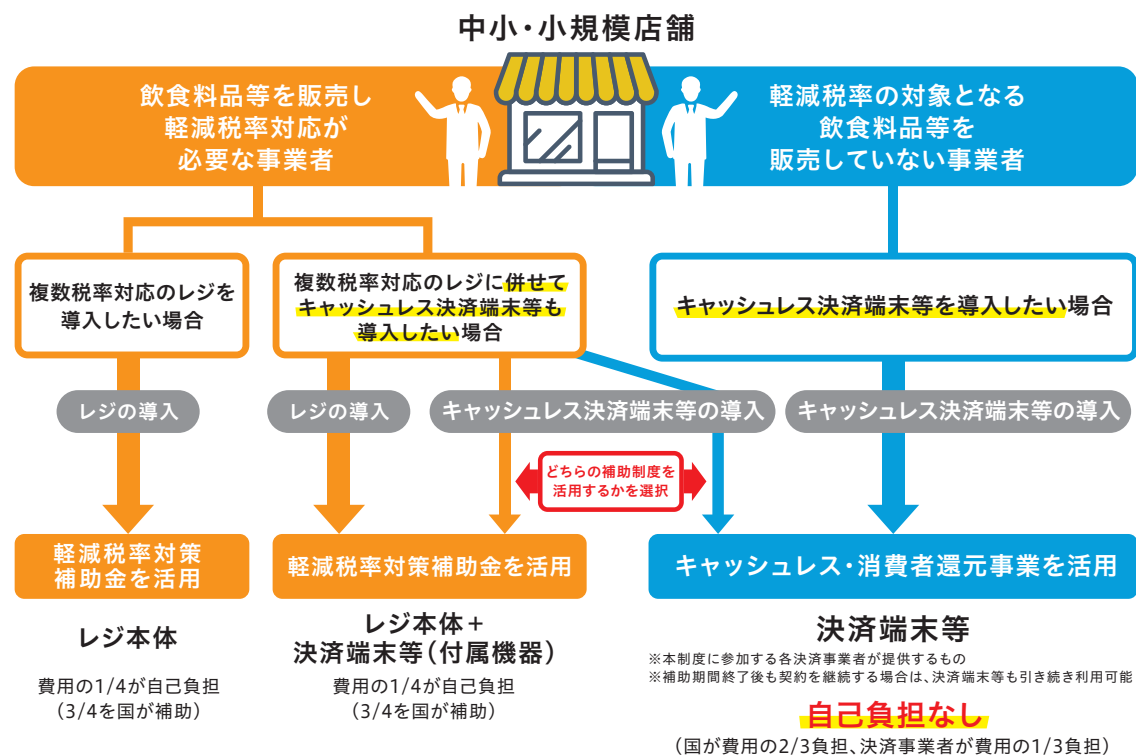 中小・小規模店舗
飲食料品等を販売し
軽減税率対応が
必要な事業者
軽減税率の対象となる
飲食料品等を
販売していない事業者
複数税率対応のレジを
導入したい場合
複数税率対応のレジに併せて
キャッシュレス決済端末等も
導入したい場合
キャッシュレス決済端末等を導入したい場合
レジの導入
レジの導入
キャッシュレス決済端末等の導入
キャッシュレス決済端末等の導入
どちらの補助制度を
活用するかを選択
軽減税率対策
補助金を活用
軽減税率対策補助金を活用
キャッシュレス・消費者還元事業を活用
レジ本体
費用の1/4が自己負担
(3/4を国が補助)
レジ本体+
決済端末等(付属機器)
費用の1/4が自己負担
(3/4を国が補助)
決済端末等
※本制度に参加する各決済事業者が提供するもの
※補助期間終了後も契約を継続する場合は、決済端末等も引き続き利用可能
自己負担なし
(国が費用の2/3負担、決済事業者が費用の1/3負担)